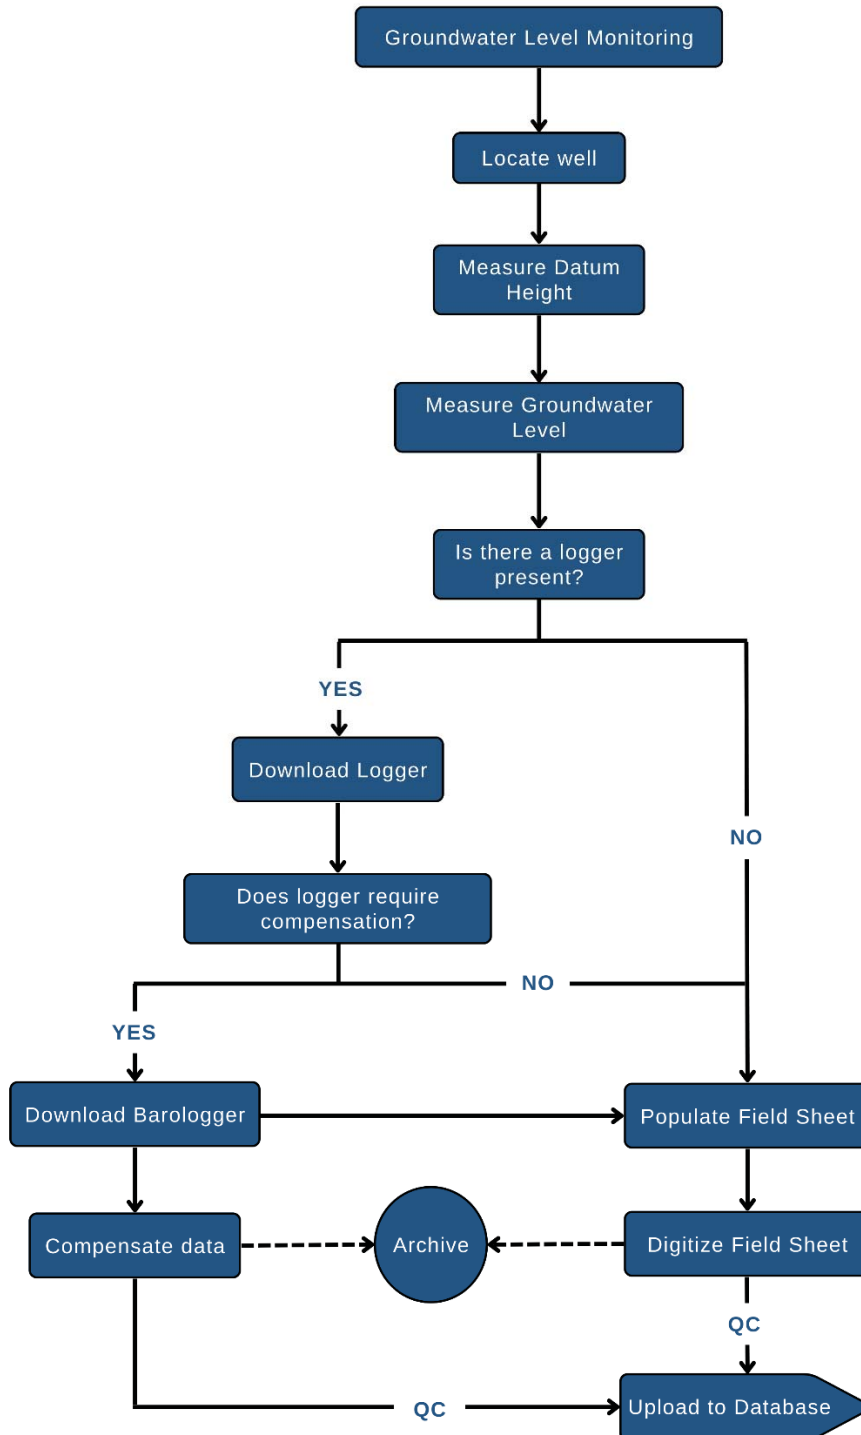 Groundwater Level Monitoring
Locate well
Measure Datum
Height
Measure Groundwater
Level
Is there a logger
present?
YES
Download Logger
NO
Does logger require
compensation?
NO
YES
Download Barologger
Populate Field Sheet
Compensate data
Archive
Digitize Field Sheet
QC
Upload to Database
QC